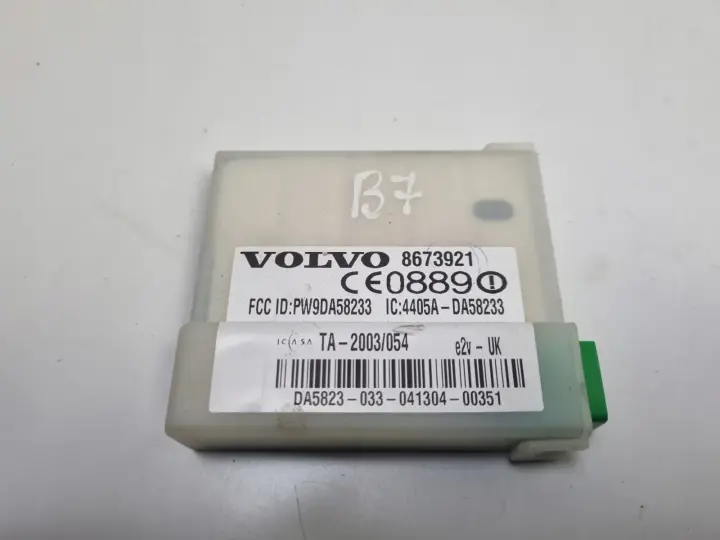 B7
VOLVO 8673921
CE0889
FCC ID:PW9DA58233 IC:4405A-DA58233
ICASA TA-2003/054 e2v-UK
DA5823-033-041304-00351